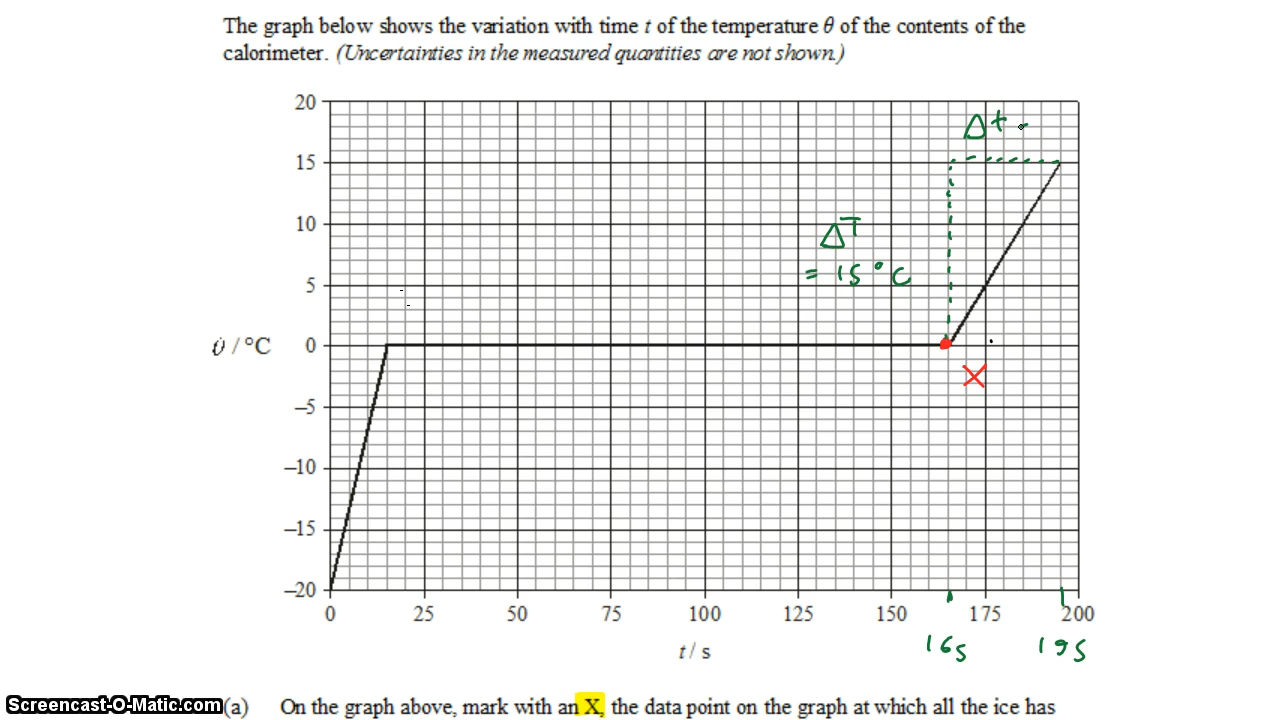 The graph below shows the variation with time t of the temperature θ of the contents of the
calorimeter. (Uncertainties in the measured quantities are not shown.)
20
15
10
5
θ / °C 0
–5
–10
–15
–20
Δt
ΔT
= 15°C
X
0 25 50 75 100 125 150 175 200
t / s
165 195
(a) On the graph above, mark with an X, the data point on the graph at which all the ice has
Screencast-O-Matic.com